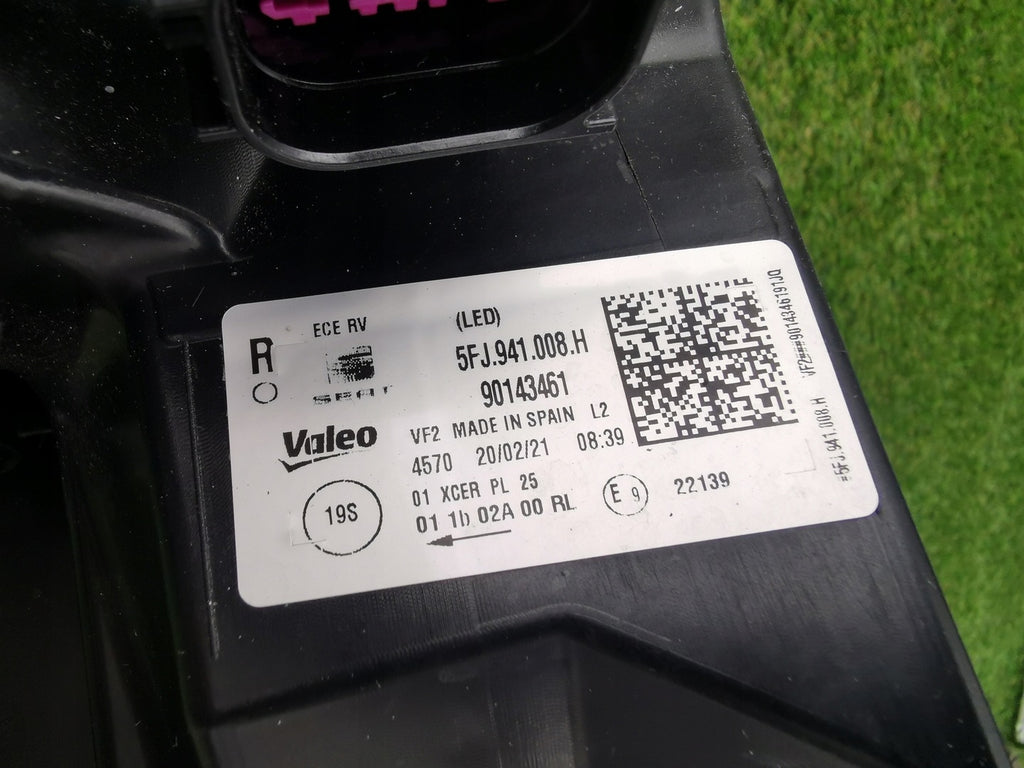 R
ECE RV
SEAT
(LED)
5FJ.941.008.H
90143461
Valeo
VF2 MADE IN SPAIN L2
4570 20/02/21 08:39
19S
01 XCER PL 25
01 1b 02A 00 RL
E 9
22139
#5FJ.941.008.H